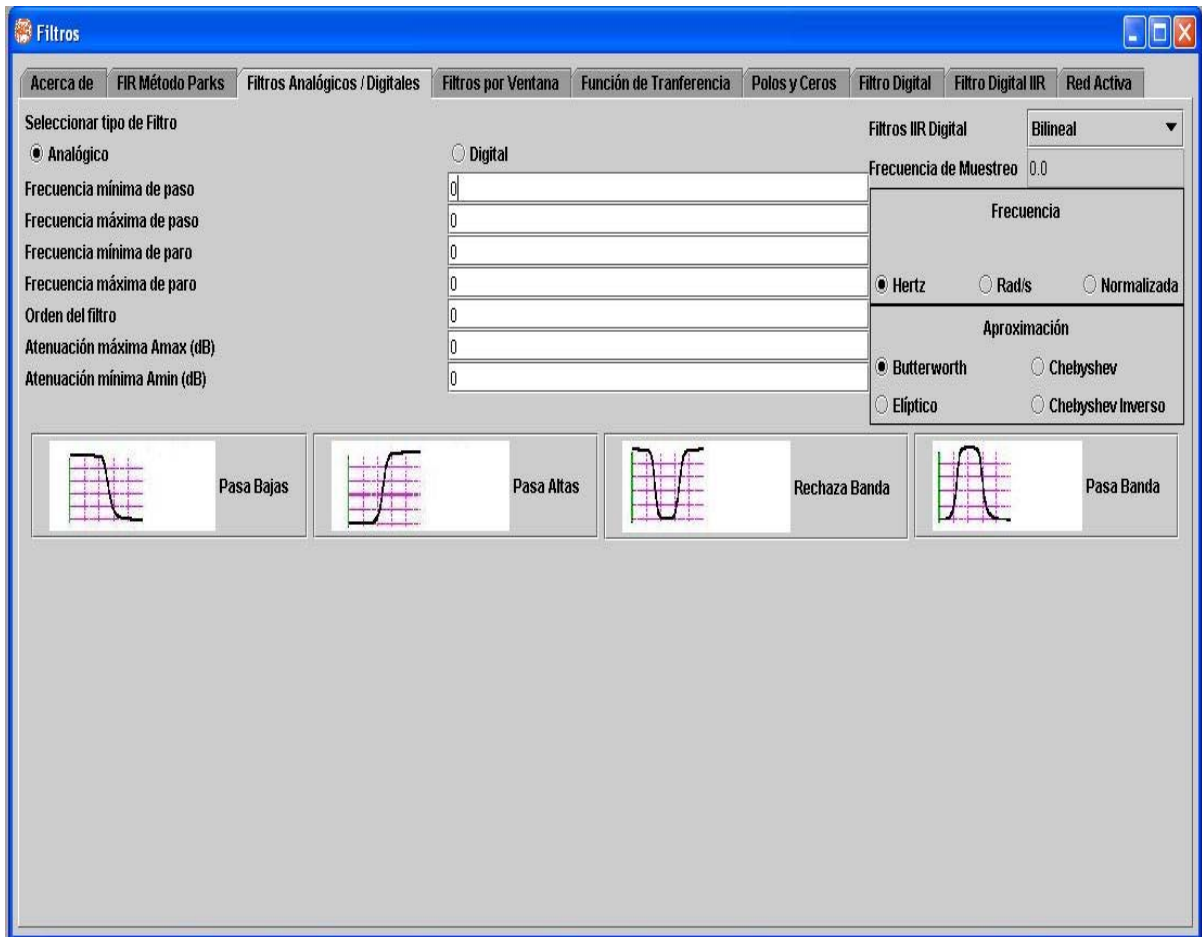 Filtros
Acerca de FIR Método Parks Filtros Analógicos / Digitales Filtros por Ventana Función de Tranferencia Polos y Ceros Filtro Digital Filtro Digital IIR Red Activa
Seleccionar tipo de Filtro
Analógico Digital
Frecuencia mínima de paso 0
Frecuencia máxima de paso 0
Frecuencia mínima de paro 0
Frecuencia máxima de paro 0
Orden del filtro 0
Atenuación máxima Amax (dB) 0
Atenuación mínima Amin (dB) 0
Filtros IIR Digital Bilineal
Frecuencia de Muestreo 0.0
Frecuencia
Hertz Rad/s Normalizada
Aproximación
Butterworth Chebyshev
Elíptico Chebyshev Inverso
Pasa Bajas Pasa Altas Rechaza Banda Pasa Banda